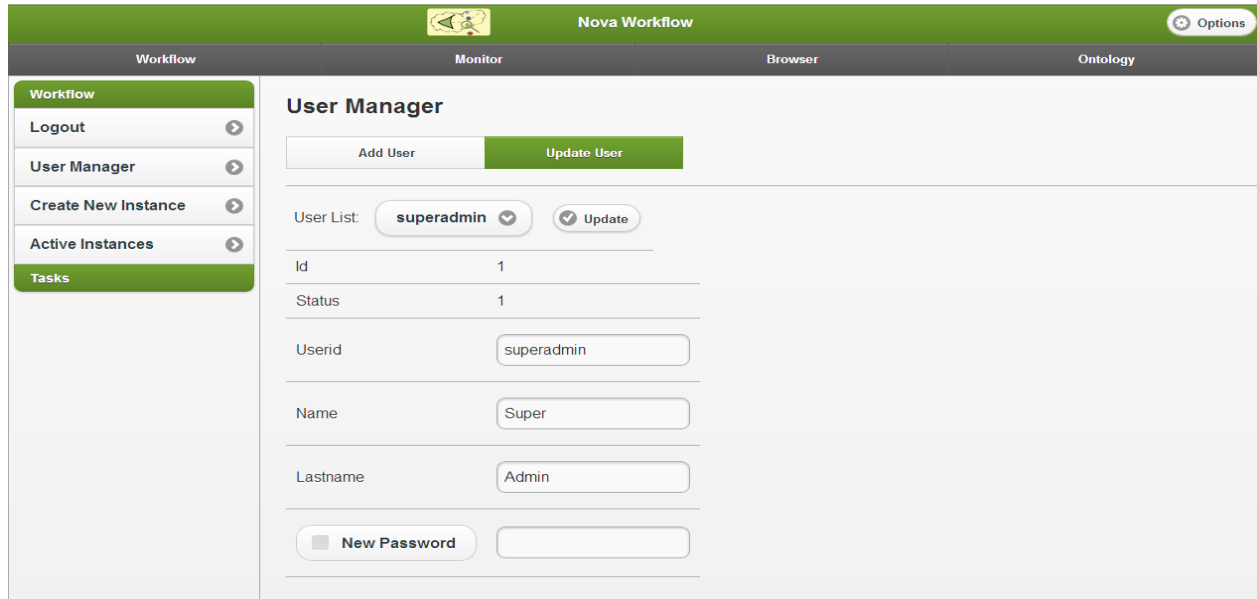 Nova Workflow
Options
Workflow Monitor Browser Ontology
Workflow
Logout
User Manager
Create New Instance
Active Instances
Tasks
User Manager
Add User Update User
User List: superadmin Update
Id 1
Status 1
Userid superadmin
Name Super
Lastname Admin
New Password